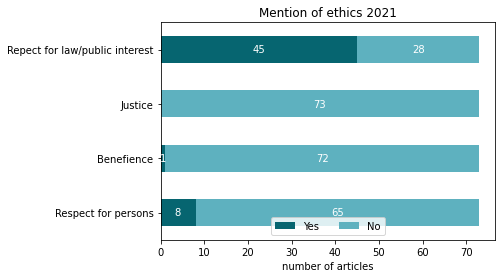 Mention of ethics 2021
Repect for law/public interest
45
28
Justice
73
Benefience
1
72
Respect for persons
8
65
Yes
No
0
10
20
30
40
50
60
70
number of articles